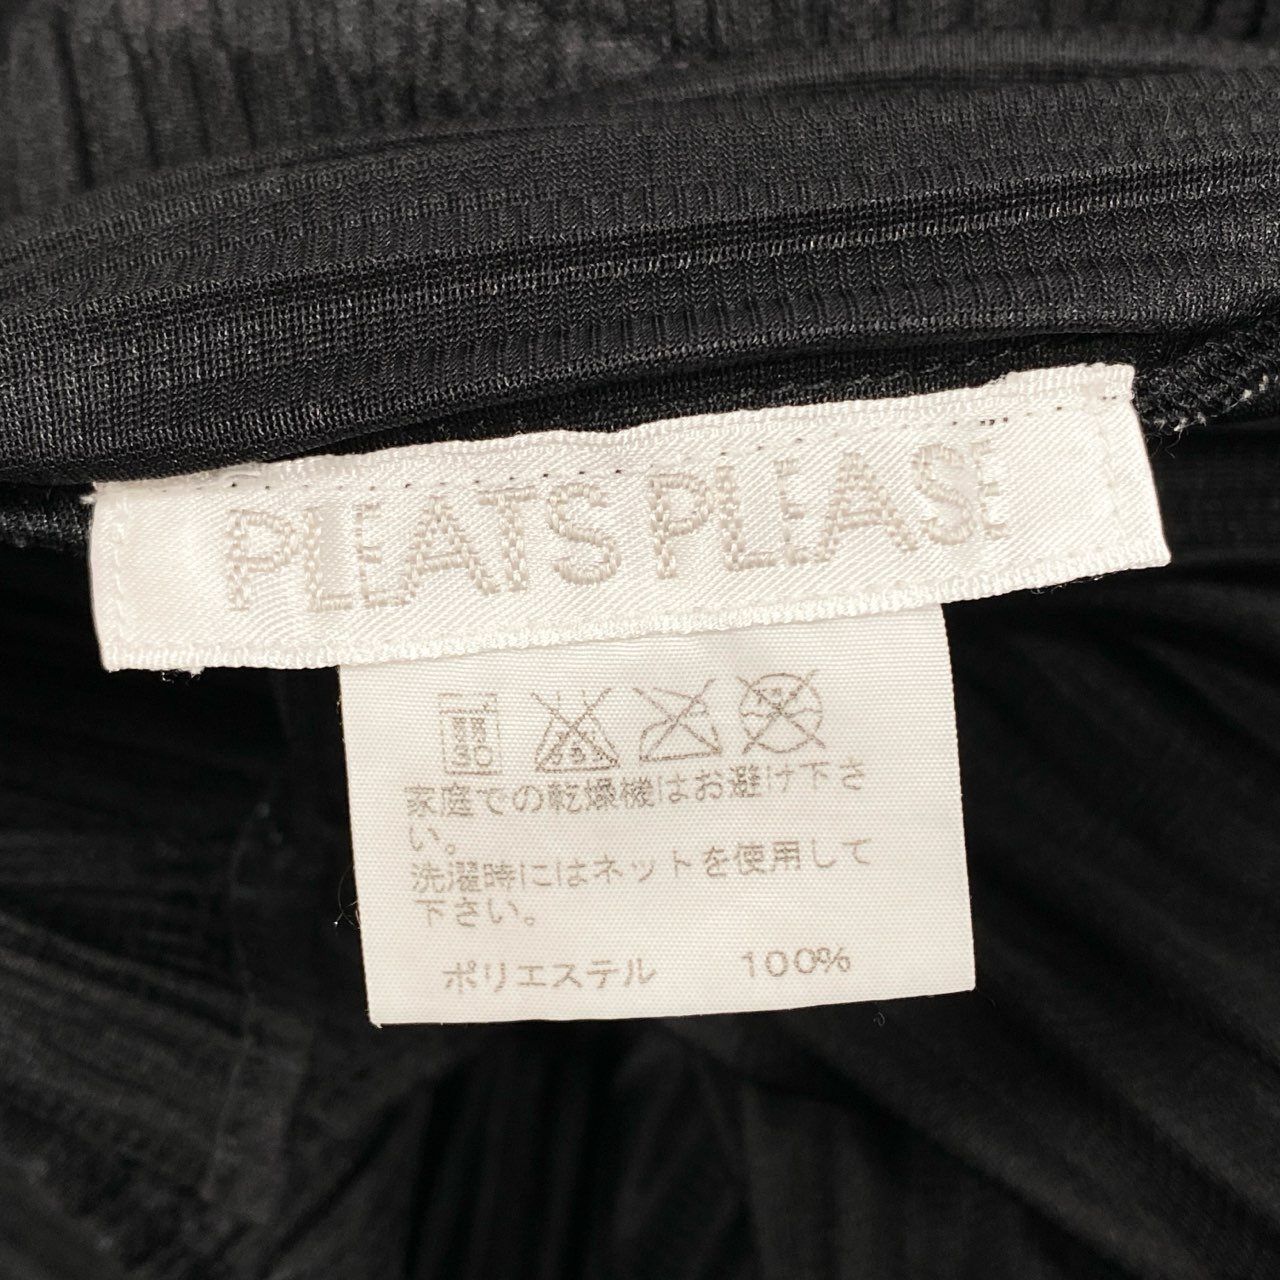 PLEATS PLEASE
家庭での乾燥機はお避け下さ
い。
洗濯時にはネットを使用して
下さい。
ポリエステル 100%